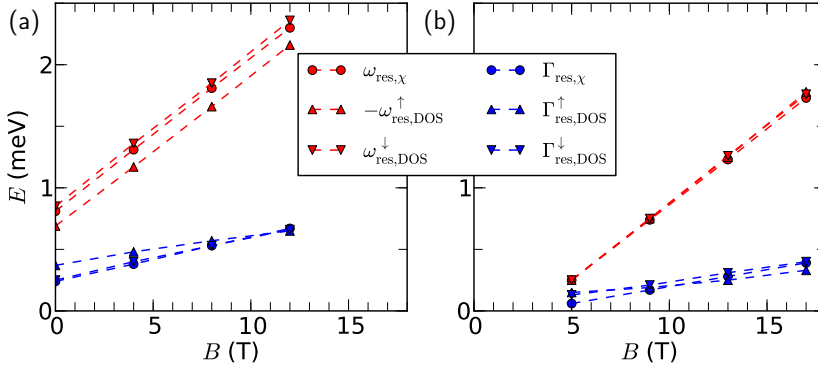 (a)
(b)
E (meV)
2
1
0
0
5
10
15
B (T)
1
0
0
5
10
15
B (T)
ω_res,χ
−ω^↑_res,DOS
ω^↓_res,DOS
Γ_res,χ
Γ^↑_res,DOS
Γ^↓_res,DOS